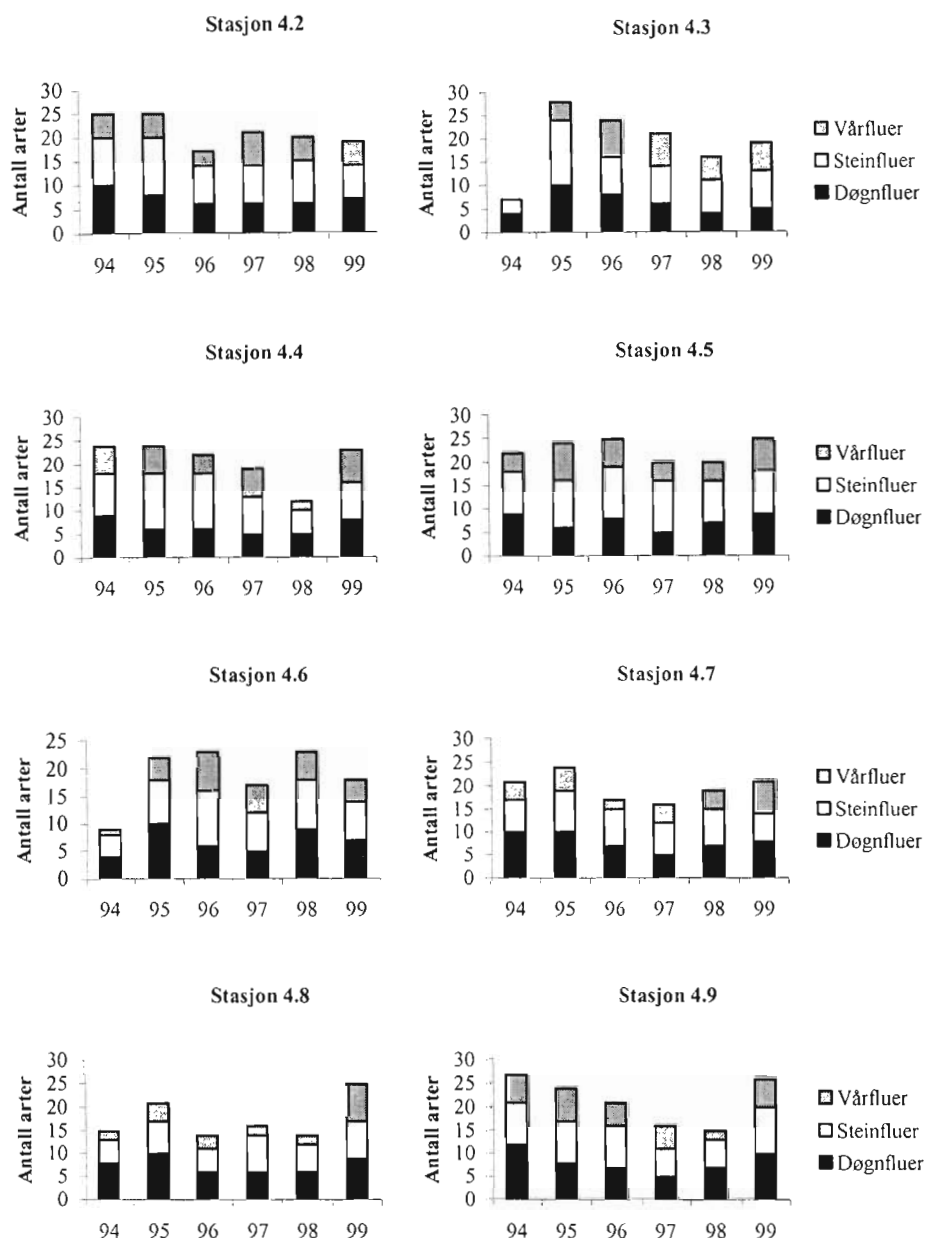 Stasjon 4.2
Antall arter
30
25
20
15
10
5
0
94 95 96 97 98 99
Stasjon 4.3
Antall arter
30
25
20
15
10
5
0
94 95 96 97 98 99
Vårfluer
Steinfluer
Døgnfluer
Stasjon 4.4
Antall arter
30
25
20
15
10
5
0
94 95 96 97 98 99
Stasjon 4.5
Antall arter
30
25
20
15
10
5
0
94 95 96 97 98 99
Vårfluer
Steinfluer
Døgnfluer
Stasjon 4.6
Antall arter
25
20
15
10
5
0
94 95 96 97 98 99
Stasjon 4.7
Antall arter
30
25
20
15
10
5
0
94 95 96 97 98 99
Vårfluer
Steinfluer
Døgnfluer
Stasjon 4.8
Antall arter
30
25
20
15
10
5
0
94 95 96 97 98 99
Stasjon 4.9
Antall arter
30
25
20
15
10
5
0
94 95 96 97 98 99
Vårfluer
Steinfluer
Døgnfluer